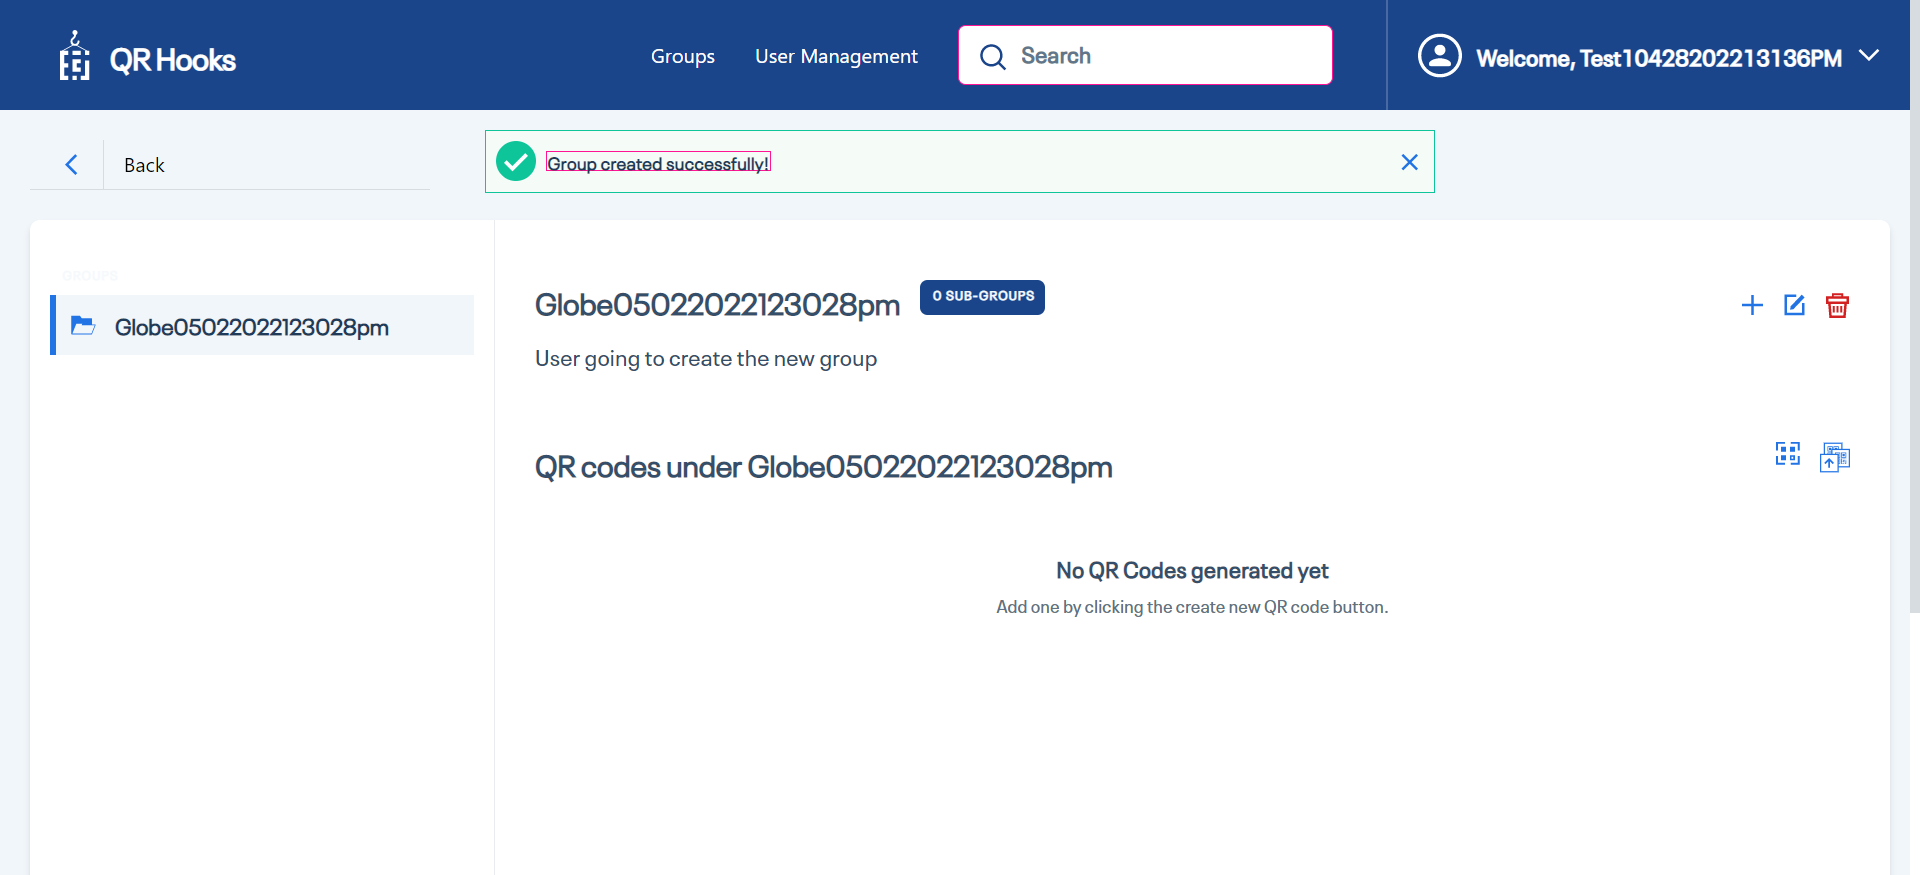 QR Hooks
Groups
User Management
Search
Welcome, Test10428202213136PM
Back
Group created successfully!
GROUPS
Globe05022022123028pm
Globe05022022123028pm
0 SUB-GROUPS
User going to create the new group
QR codes under Globe05022022123028pm
No QR Codes generated yet
Add one by clicking the create new QR code button.